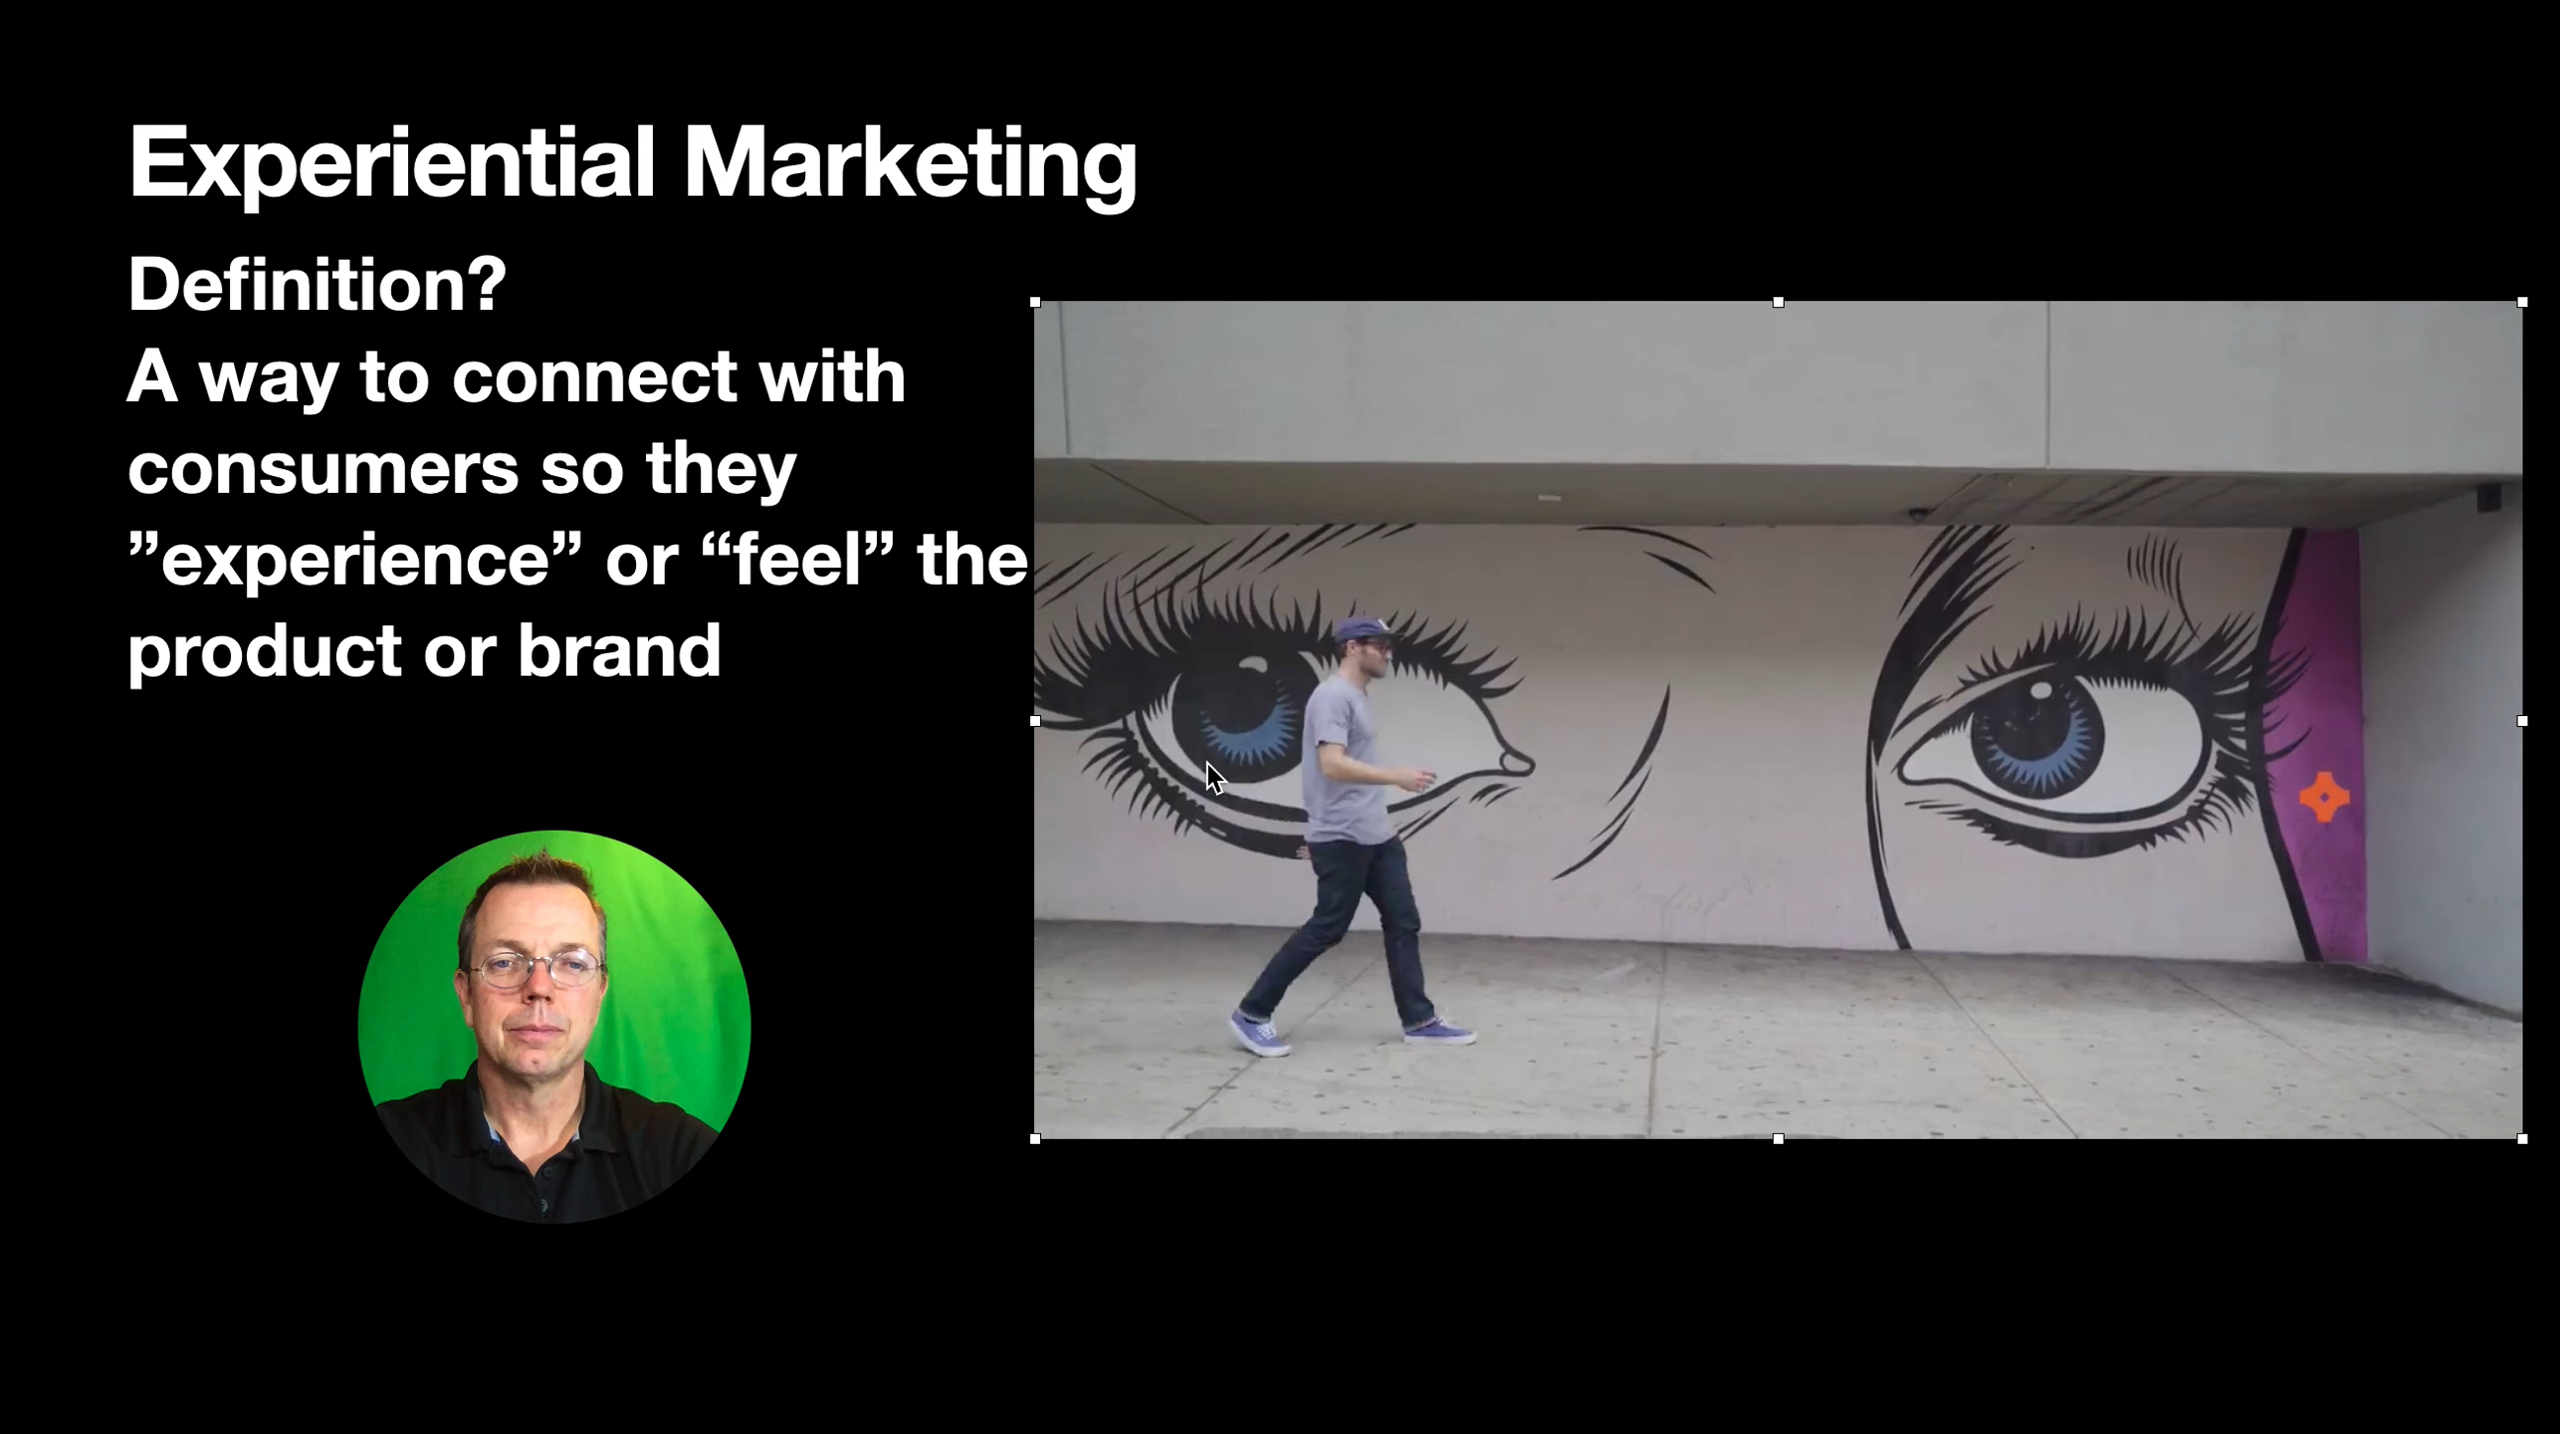 Experiential Marketing
Definition?
A way to connect with
consumers so they
”experience” or “feel” the
product or brand